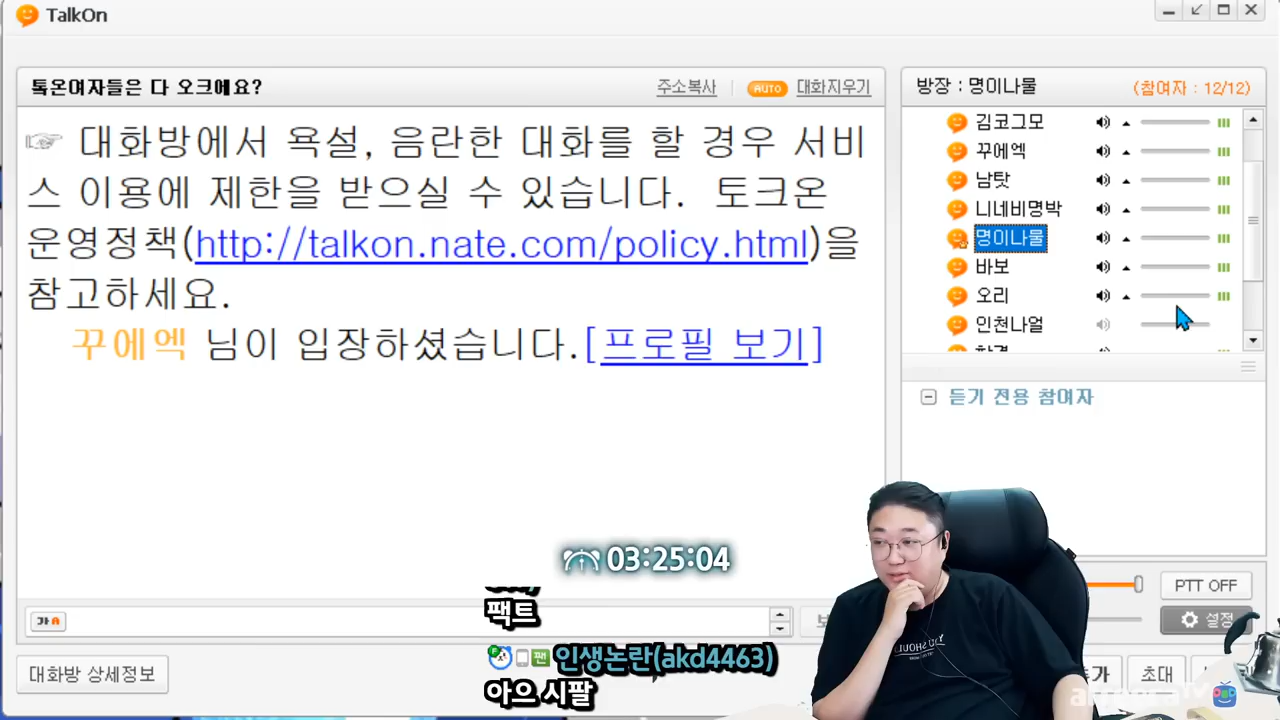 TalkOn
톡온여자들은 다 오크에요?
주소복사
AUTO 대화지우기
☞ 대화방에서 욕설, 음란한 대화를 할 경우 서비
스 이용에 제한을 받으실 수 있습니다. 토크온
운영정책(http://talkon.nate.com/policy.html)을
참고하세요.
꾸에엑 님이 입장하셨습니다.[프로필 보기]
방장 : 명이나물
(참여자 : 12/12)
김코그모
꾸에엑
남탓
니네비명박
명이나물
바보
오리
인천나얼
듣기 전용 참여자
03:25:04
팩트
팬 인생논란(akd4463)
아으 시팔
가A
대화방 상세정보
PTT OFF
설정
초대